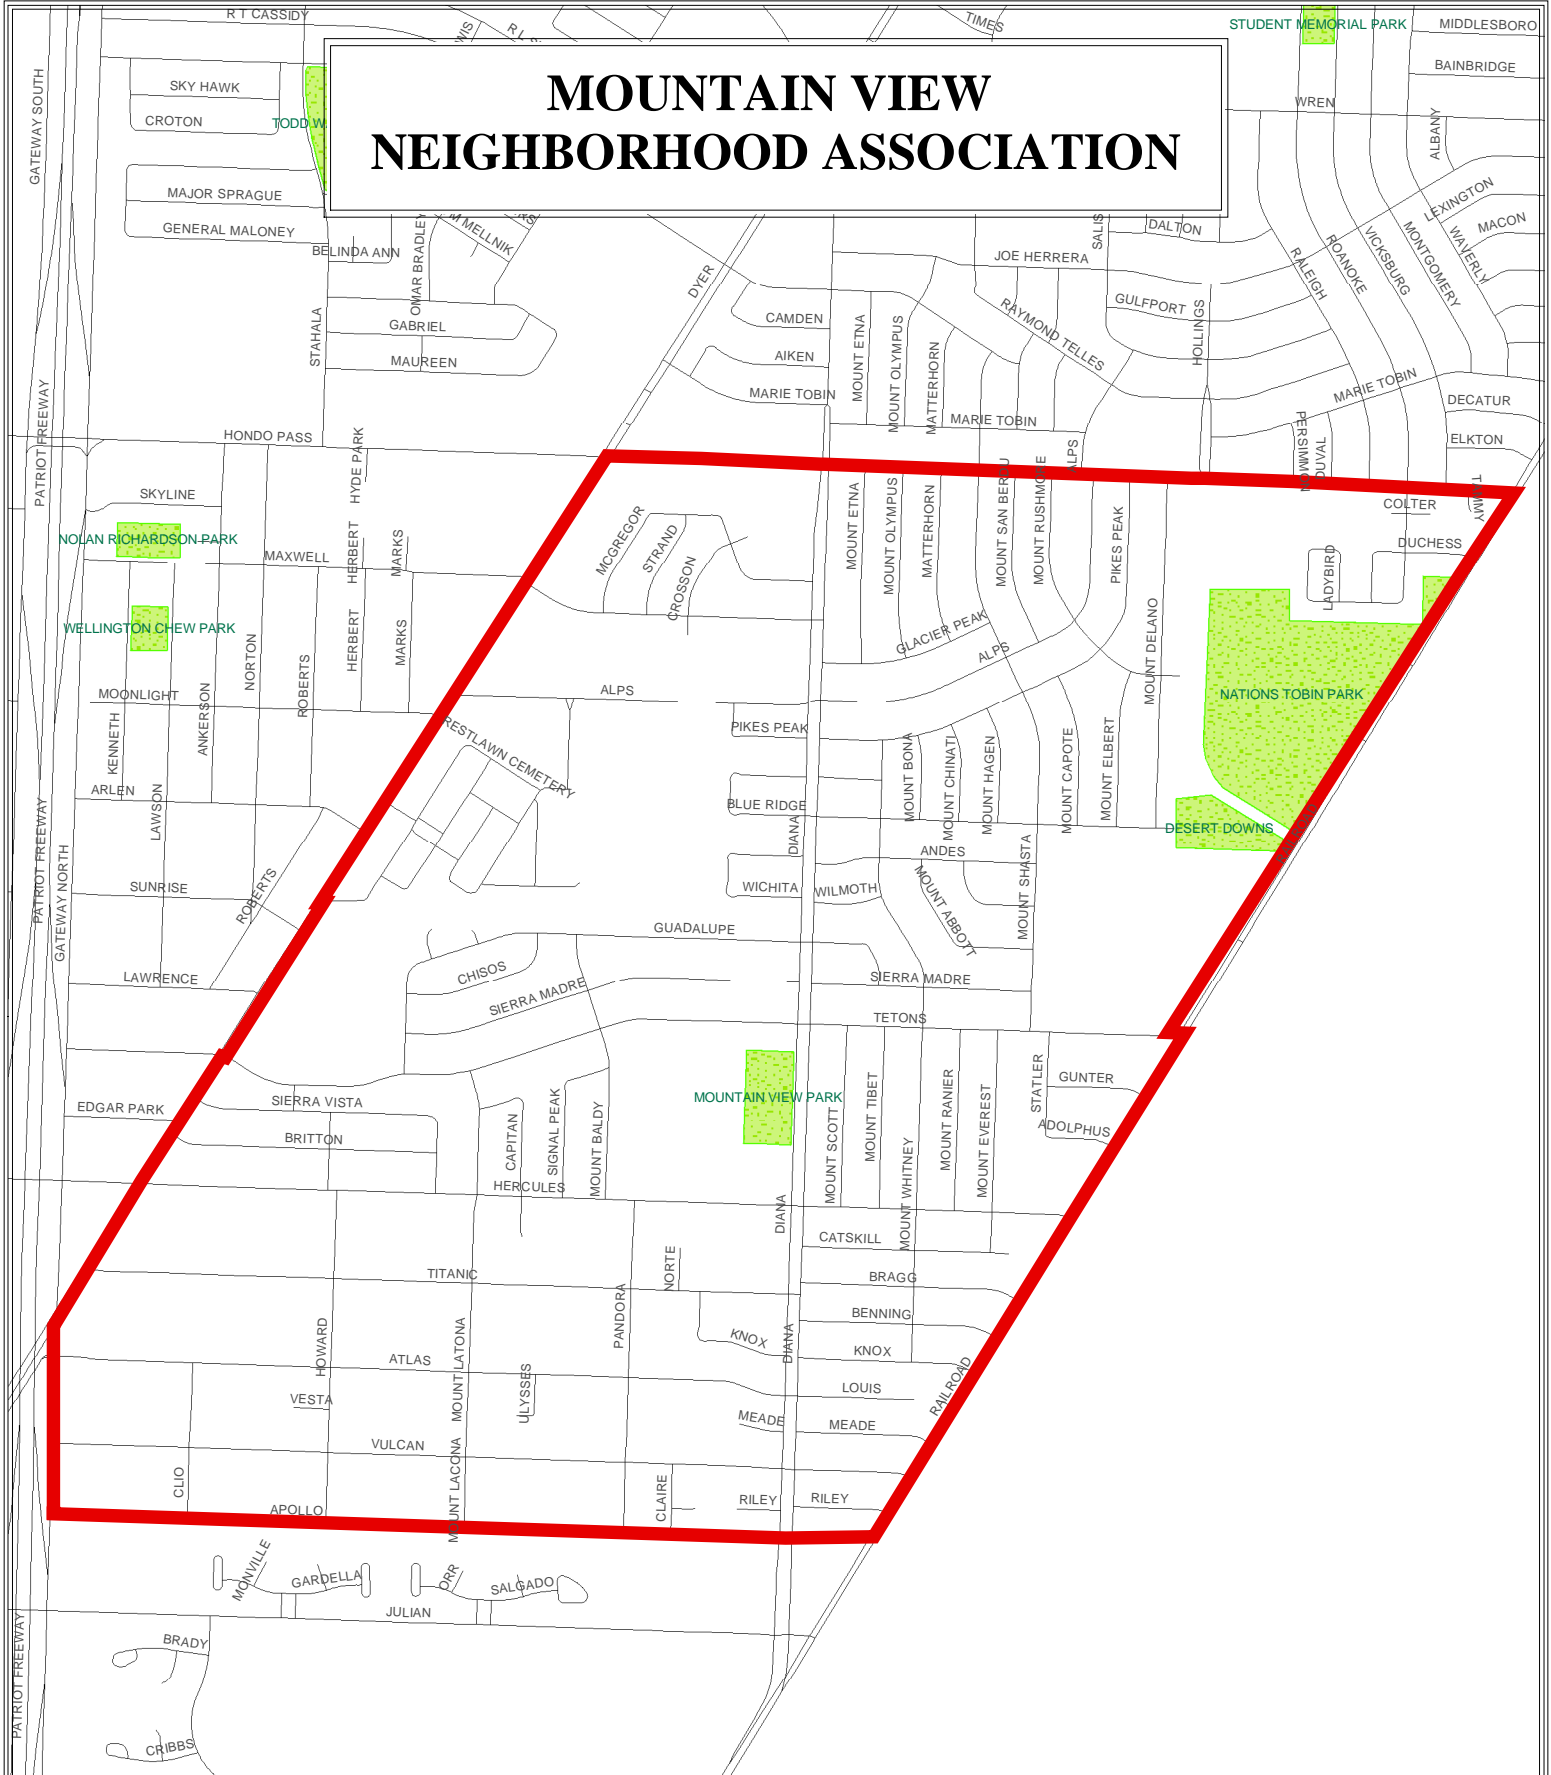 R T CASSIDY
TIMES
STUDENT MEMORIAL PARK
MIDDLESBORO
BAINBRIDGE
SKY HAWK
CROTON
TODD W
WREN
ALBANY
GATEWAY SOUTH
MOUNTAIN VIEW
NEIGHBORHOOD ASSOCIATION
MAJOR SPRAGUE
GENERAL MALONEY
BELINDA ANN
OMAR BRADLEY
M MELLNIK
DYER
SALIS
DALTON
LEXINGTON
MACON
WAVERLY
MONTGOMERY
VICKSBURG
ROANOKE
RALEIGH
JOE HERRERA
GULFPORT
HOLLINGS
RAYMOND TELLES
STAHALA
GABRIEL
MAUREEN
CAMDEN
AIKEN
MARIE TOBIN
MOUNT ETNA
MOUNT OLYMPUS
MATTERHORN
MARIE TOBIN
MARIE TOBIN
DECATUR
ELKTON
PERSIMMON
DUVAL
ALPS
TAMMY
PATRIOT FREEWAY
HONDO PASS
HYDE PARK
SKYLINE
NOLAN RICHARDSON PARK
MAXWELL
HERBERT
MARKS
MCGREGOR
STRAND
CROSSON
MOUNT ETNA
MOUNT OLYMPUS
MATTERHORN
MOUNT SAN BERDU
MOUNT RUSHMORE
PIKES PEAK
COLTER
DUCHESS
LADYBIRD
WELLINGTON CHEW PARK
NORTON
HERBERT
MARKS
ROBERTS
GLACIER PEAK
ALPS
MOUNT DELANO
NATIONS TOBIN PARK
MOONLIGHT
KENNETH
ANKERSON
ALPS
RESTLAWN CEMETERY
PIKES PEAK
MOUNT BONA
MOUNT CHINATI
MOUNT HAGEN
MOUNT CAPOTE
MOUNT ELBERT
ARLEN
LAWSON
BLUE RIDGE
DIANA
DESERT DOWNS
RAILROAD
PATRIOT FREEWAY
GATEWAY NORTH
SUNRISE
ROBERTS
ANDES
WICHITA
WILMOTH
MOUNT ABBOTT
MOUNT SHASTA
GUADALUPE
LAWRENCE
CHISOS
SIERRA MADRE
SIERRA MADRE
TETONS
MOUNTAIN VIEW PARK
EDGAR PARK
SIERRA VISTA
BRITTON
CAPITAN
SIGNAL PEAK
MOUNT BALDY
HERCULES
MOUNT SCOTT
MOUNT TIBET
MOUNT WHITNEY
MOUNT RANIER
MOUNT EVEREST
STATLER
GUNTER
ADOLPHUS
DIANA
CATSKILL
TITANIC
NORTE
PANDORA
BRAGG
BENNING
KNOX
DIANA
KNOX
HOWARD
ATLAS
MOUNT LATONA
ULYSSES
VESTA
LOUIS
RAILROAD
MEADE
MEADE
VULCAN
CLIO
APOLLO
MOUNT LACONA
CLAIRE
RILEY
RILEY
MONVILLE
GARDELLA
ORR
SALGADO
JULIAN
PATRIOT FREEWAY
BRADY
CRIBBS